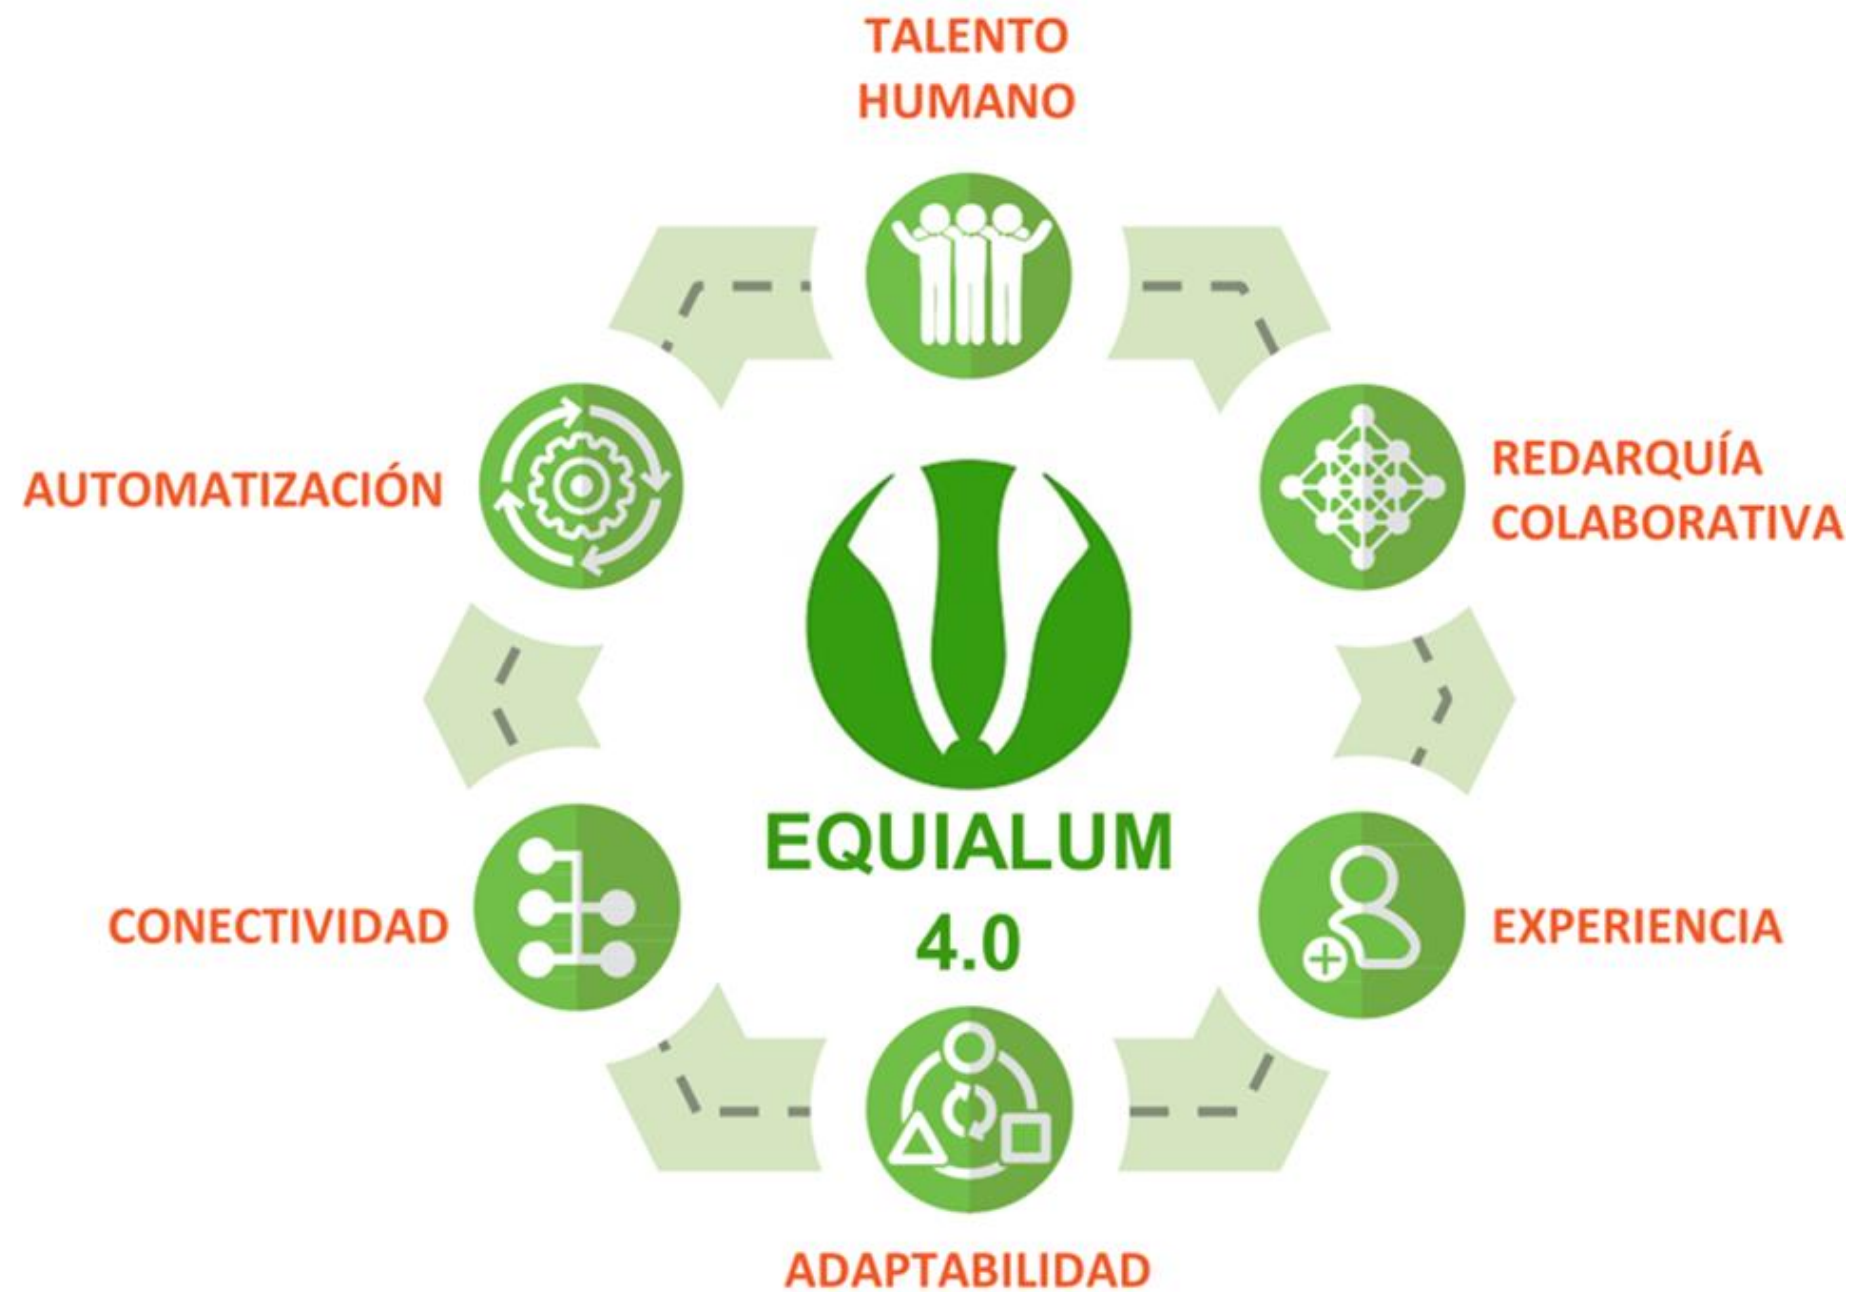 TALENTO
HUMANO
AUTOMATIZACIÓN
REDARQUÍA
COLABORATIVA
EQUIALUM
4.0
CONECTIVIDAD
EXPERIENCIA
ADAPTABILIDAD